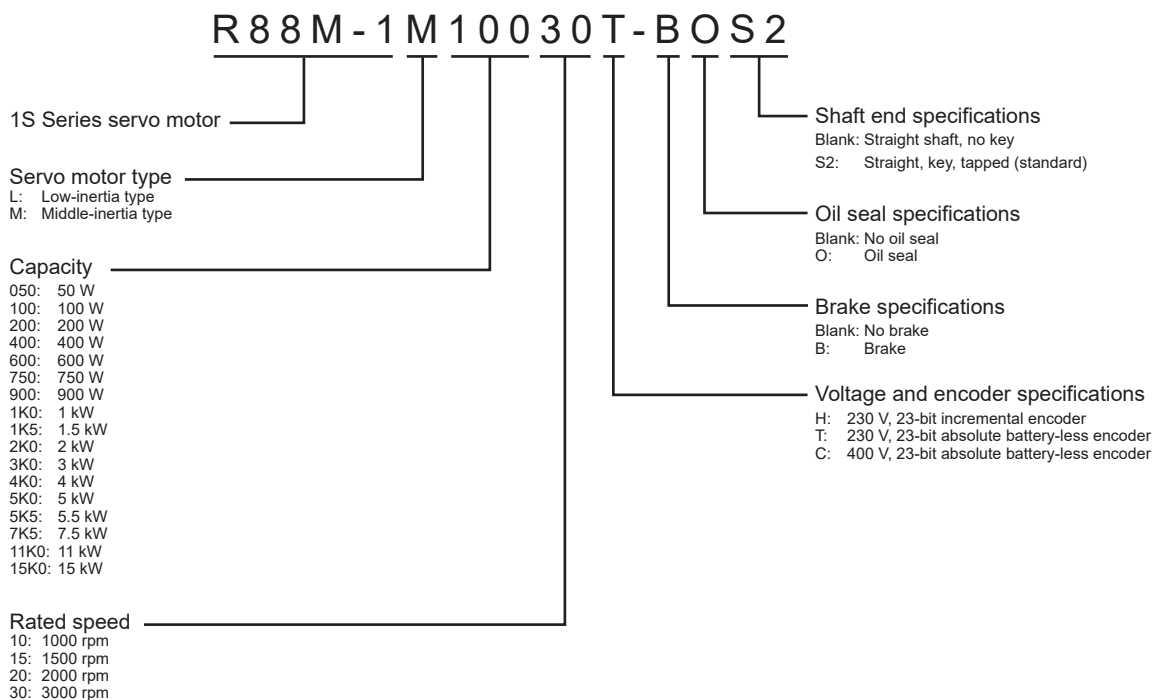 R88M-1M10030T-BOS2
1S Series servo motor
Servo motor type
L: Low-inertia type
M: Middle-inertia type
Capacity
050: 50 W
100: 100 W
200: 200 W
400: 400 W
600: 600 W
750: 750 W
900: 900 W
1K0: 1 kW
1K5: 1.5 kW
2K0: 2 kW
3K0: 3 kW
4K0: 4 kW
5K0: 5 kW
5K5: 5.5 kW
7K5: 7.5 kW
11K0: 11 kW
15K0: 15 kW
Rated speed
10: 1000 rpm
15: 1500 rpm
20: 2000 rpm
30: 3000 rpm
Shaft end specifications
Blank: Straight shaft, no key
S2: Straight, key, tapped (standard)
Oil seal specifications
Blank: No oil seal
O: Oil seal
Brake specifications
Blank: No brake
B: Brake
Voltage and encoder specifications
H: 230 V, 23-bit incremental encoder
T: 230 V, 23-bit absolute battery-less encoder
C: 400 V, 23-bit absolute battery-less encoder